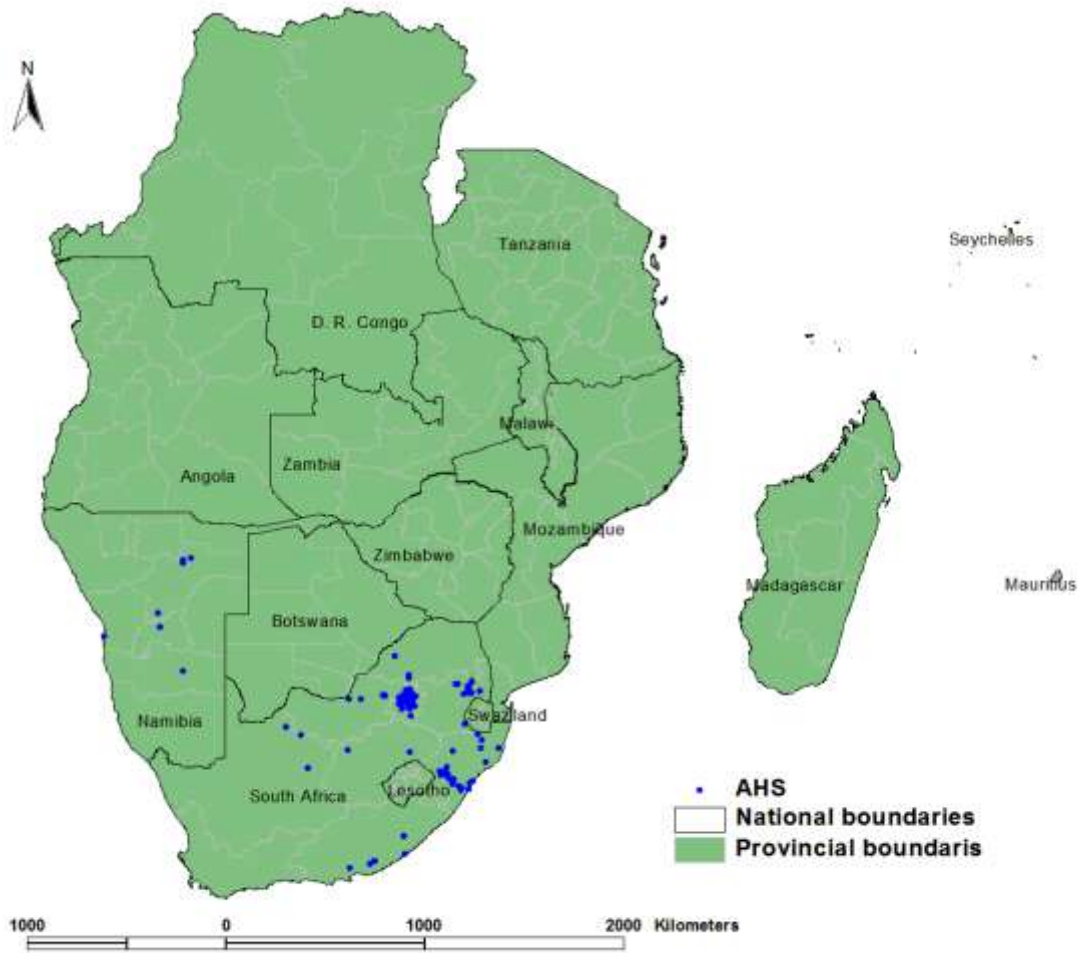 N
Seychelles
Tanzania
D. R. Congo
Malawi
Angola
Zambia
Mozambique
Zimbabwe
Madagascar
Mauritius
Botswana
Namibia
Swaziland
South Africa
Lesotho
AHS
National boundaries
Provincial boundaris
1000 0 1000 2000 Kilometers